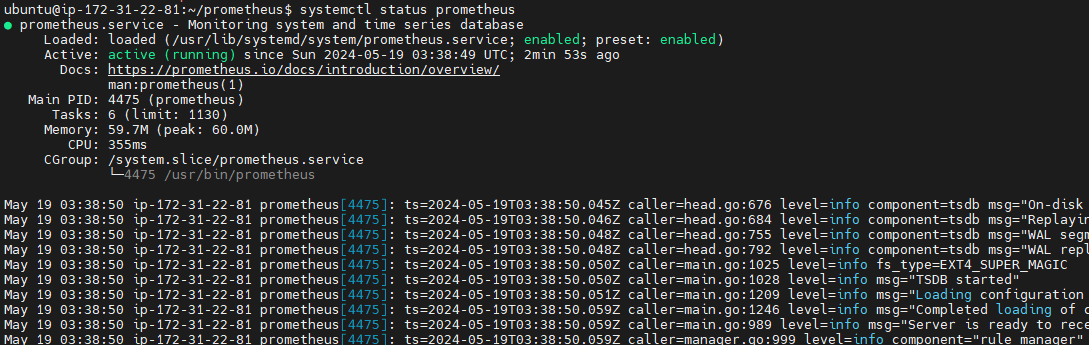 ubuntu@ip-172-31-22-81:~/prometheus$ systemctl status prometheus
● prometheus.service - Monitoring system and time series database
Loaded: loaded (/usr/lib/systemd/system/prometheus.service; enabled; preset: enabled)
Active: active (running) since Sun 2024-05-19 03:38:49 UTC; 2min 53s ago
Docs: https://prometheus.io/docs/introduction/overview/
man:prometheus(1)
Main PID: 4475 (prometheus)
Tasks: 6 (limit: 1130)
Memory: 59.7M (peak: 60.0M)
CPU: 355ms
CGroup: /system.slice/prometheus.service
└─4475 /usr/bin/prometheus
May 19 03:38:50 ip-172-31-22-81 prometheus[4475]: ts=2024-05-19T03:38:50.045Z caller=head.go:676 level=info component=tsdb msg="On-disk
May 19 03:38:50 ip-172-31-22-81 prometheus[4475]: ts=2024-05-19T03:38:50.046Z caller=head.go:684 level=info component=tsdb msg="Replayin
May 19 03:38:50 ip-172-31-22-81 prometheus[4475]: ts=2024-05-19T03:38:50.048Z caller=head.go:755 level=info component=tsdb msg="WAL segm
May 19 03:38:50 ip-172-31-22-81 prometheus[4475]: ts=2024-05-19T03:38:50.048Z caller=head.go:792 level=info component=tsdb msg="WAL repl
May 19 03:38:50 ip-172-31-22-81 prometheus[4475]: ts=2024-05-19T03:38:50.050Z caller=main.go:1025 level=info fs_type=EXT4_SUPER_MAGIC
May 19 03:38:50 ip-172-31-22-81 prometheus[4475]: ts=2024-05-19T03:38:50.050Z caller=main.go:1028 level=info msg="TSDB started"
May 19 03:38:50 ip-172-31-22-81 prometheus[4475]: ts=2024-05-19T03:38:50.051Z caller=main.go:1209 level=info msg="Loading configuration
May 19 03:38:50 ip-172-31-22-81 prometheus[4475]: ts=2024-05-19T03:38:50.059Z caller=main.go:1246 level=info msg="Completed loading of c
May 19 03:38:50 ip-172-31-22-81 prometheus[4475]: ts=2024-05-19T03:38:50.059Z caller=main.go:989 level=info msg="Server is ready to rece
May 19 03:38:50 ip-172-31-22-81 prometheus[4475]: ts=2024-05-19T03:38:50.059Z caller=manager.go:999 level=info component="rule manager"